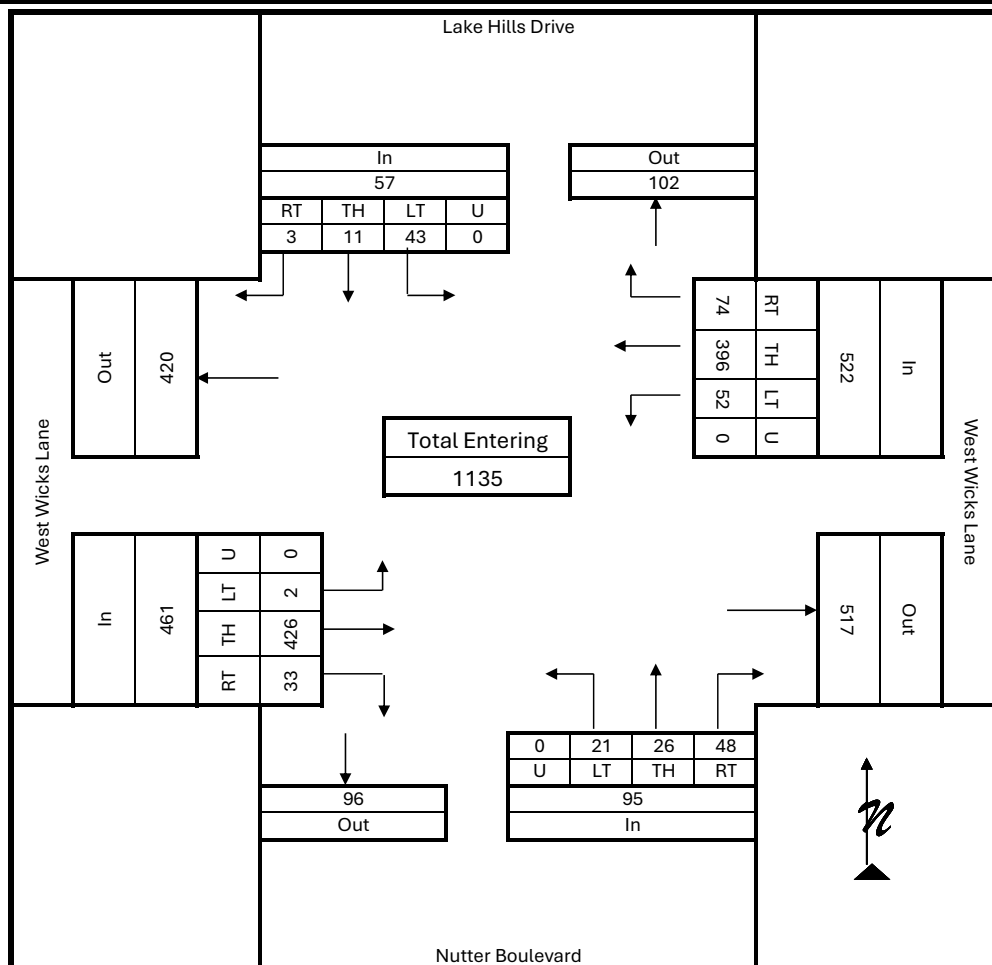 Lake Hills Drive
In
57
RT TH LT U
3 11 43 0
Out
102
Out
420
74 RT
396 TH
52 LT
0 U
522
In
West Wicks Lane
Total Entering
1135
West Wicks Lane
In
461
U 0
LT 2
TH 426
RT 33
517
Out
0 21 26 48
U LT TH RT
95
In
96
Out
N
Nutter Boulevard